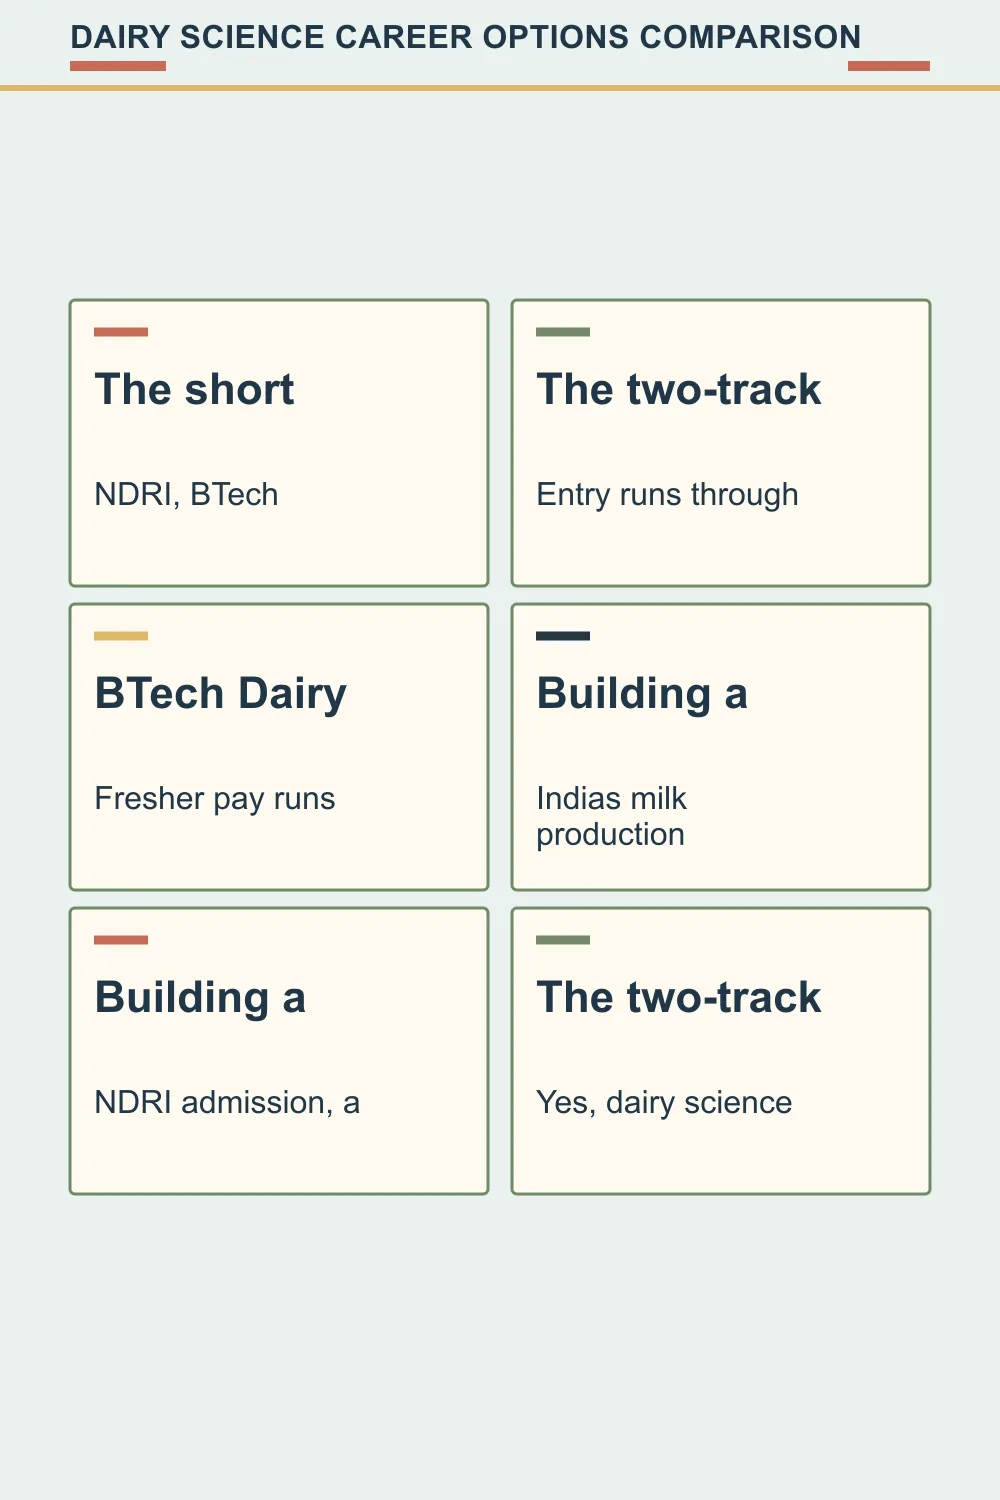 DAIRY SCIENCE CAREER OPTIONS COMPARISON
The short
NDRI, BTech
The two-track
Entry runs through
BTech Dairy
Fresher pay runs
Building a
Indias milk
production
Building a
NDRI admission, a
The two-track
Yes, dairy science